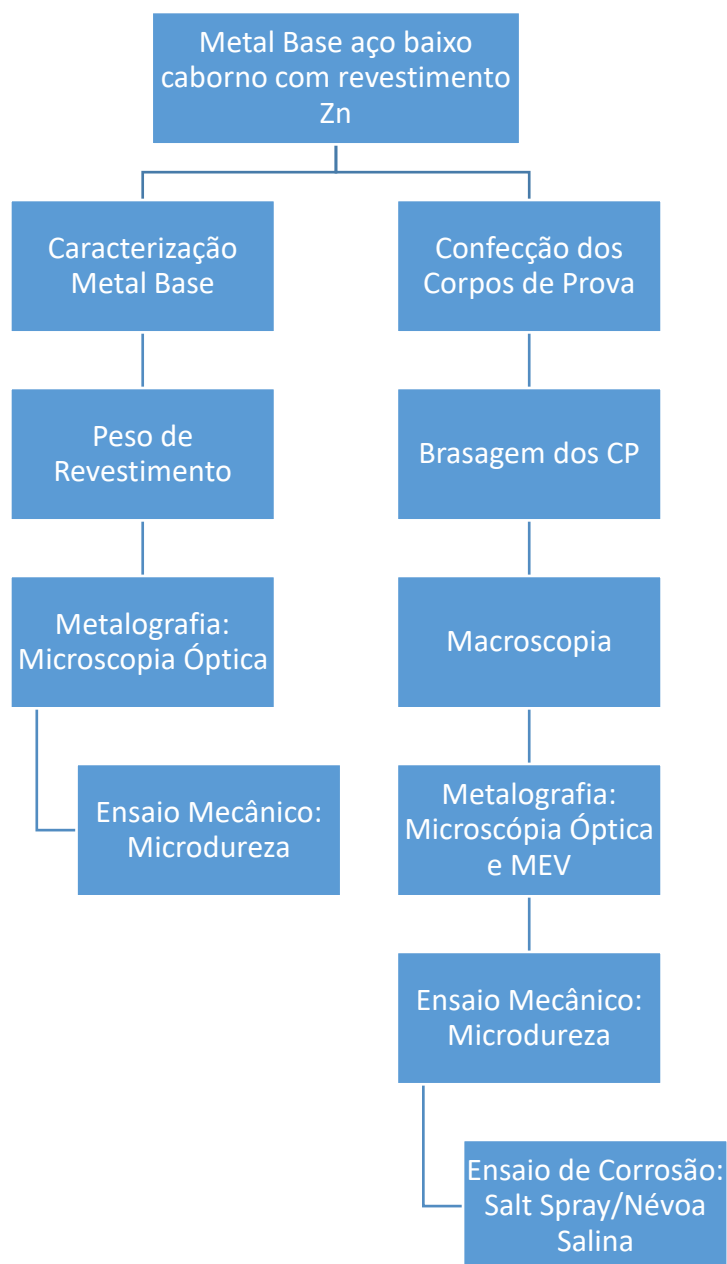 Metal Base aço baixo
caborno com revestimento
Zn
Caracterização
Metal Base
Peso de
Revestimento
Metalografia:
Microscopia Óptica
Ensaio Mecânico:
Microdureza
Confecção dos
Corpos de Prova
Brasagem dos CP
Macroscopia
Metalografia:
Microscópia Óptica
e MEV
Ensaio Mecânico:
Microdureza
Ensaio de Corrosão:
Salt Spray/Névoa
Salina